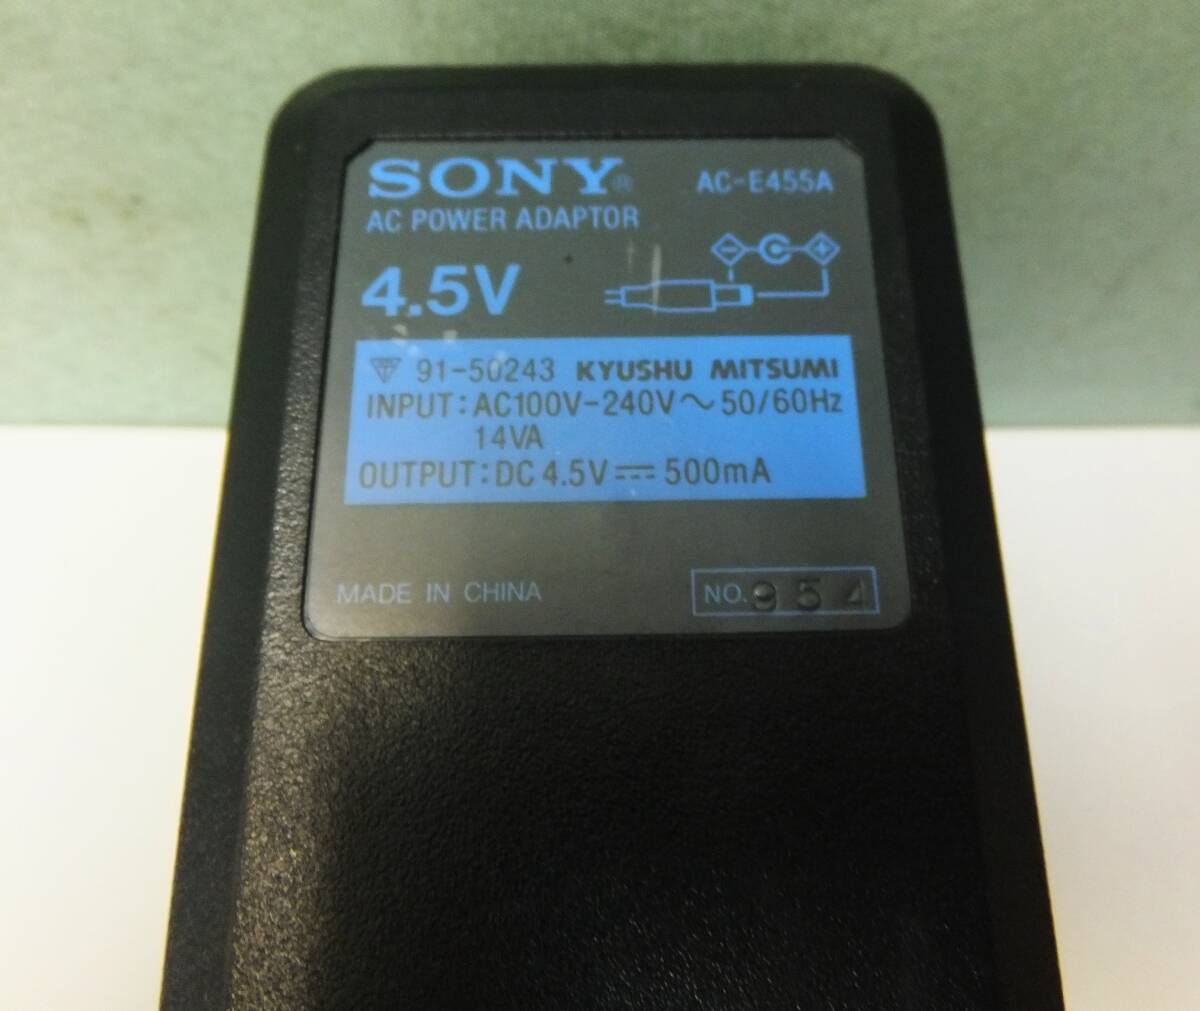 SONY® AC-E455A
AC POWER ADAPTOR
4.5V
91-50243 KYUSHU MITSUMI
INPUT: AC100V-240V～50/60Hz
14VA
OUTPUT: DC 4.5V⎓500mA
MADE IN CHINA
NO. 954